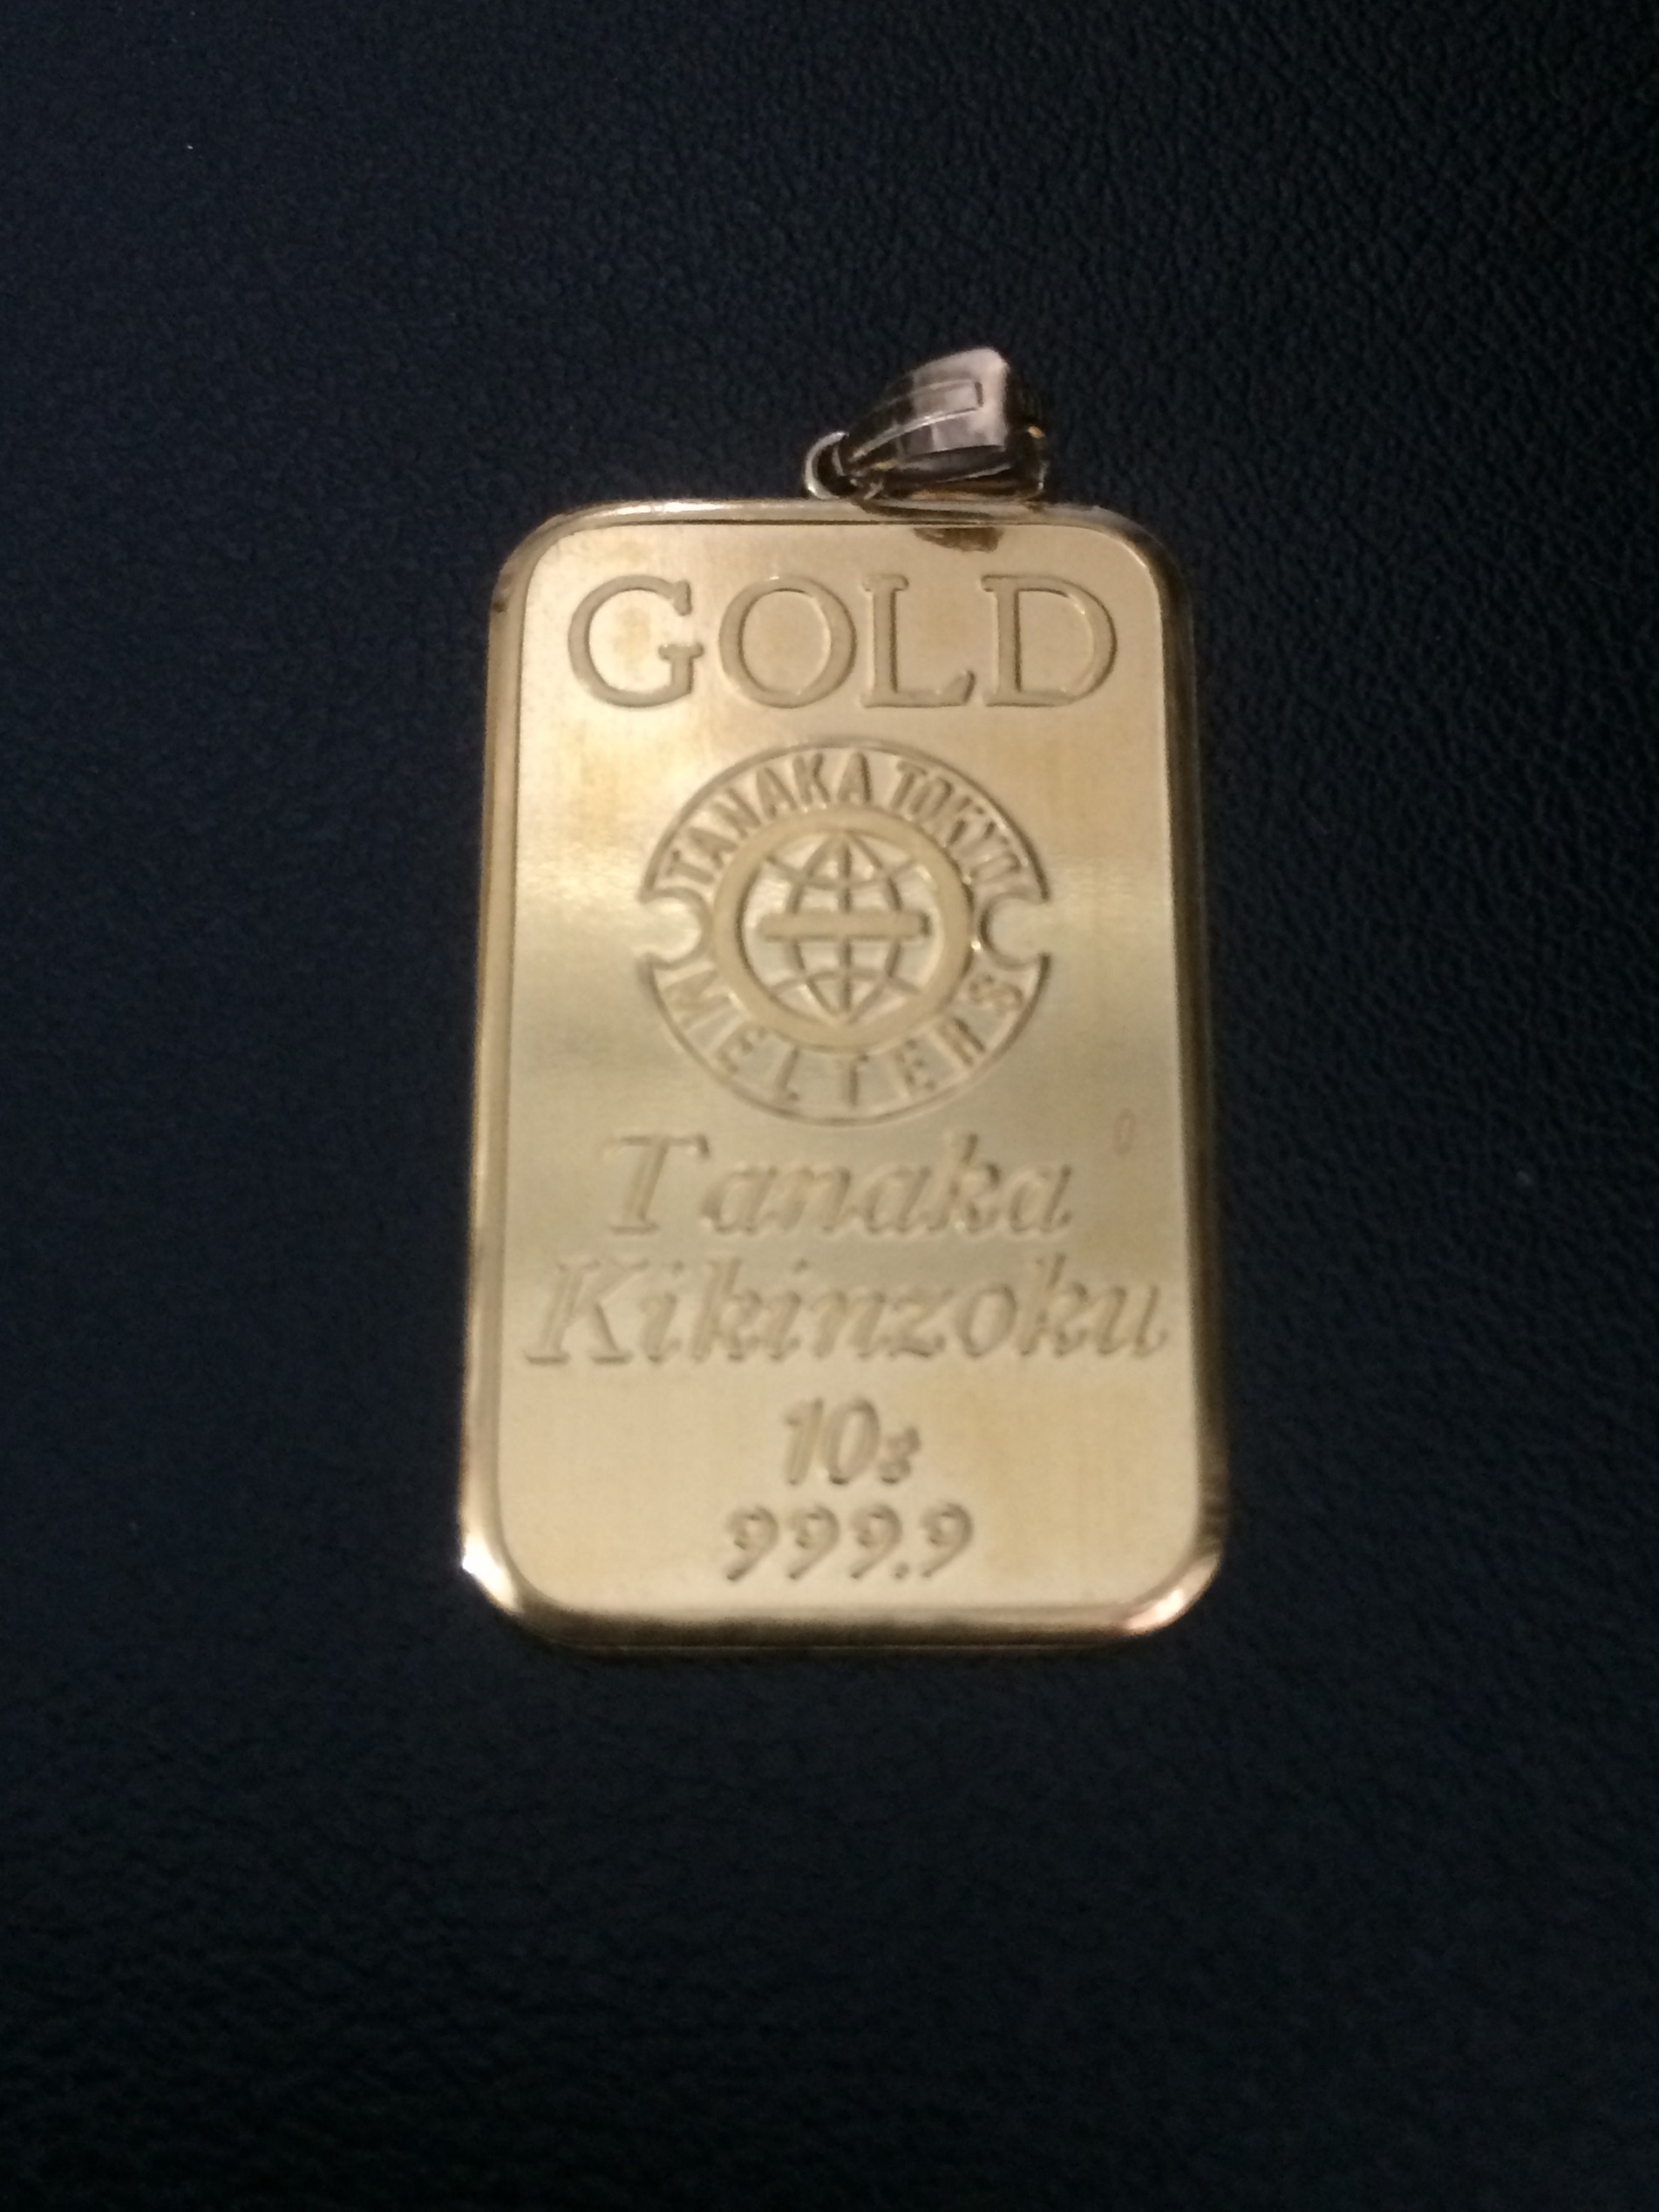 GOLD
TANAKA TOKYO
MELTERS
Tanaka
Kikinzoku
10g
999.9